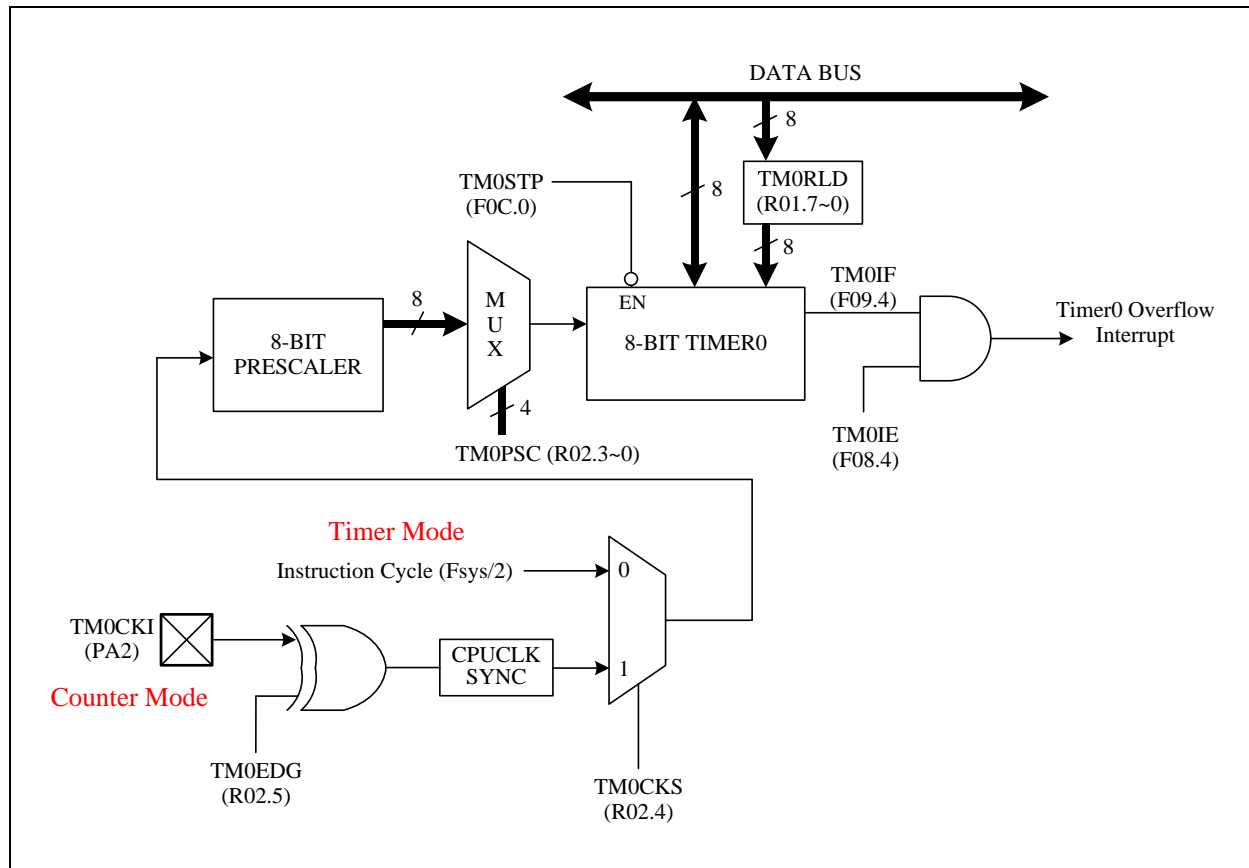 DATA BUS
8
TM0STP
(F0C.0)
8
TM0RLD
(R01.7~0)
8
TM0IF
(F09.4)
8
M
U
X
EN
8-BIT PRESCALER
8-BIT TIMER0
Timer0 Overflow
Interrupt
4
TM0PSC (R02.3~0)
TM0IE
(F08.4)
Timer Mode
Instruction Cycle (Fsys/2)
0
TM0CKI
(PA2)
CPUCLK
SYNC
1
Counter Mode
TM0EDG
(R02.5)
TM0CKS
(R02.4)